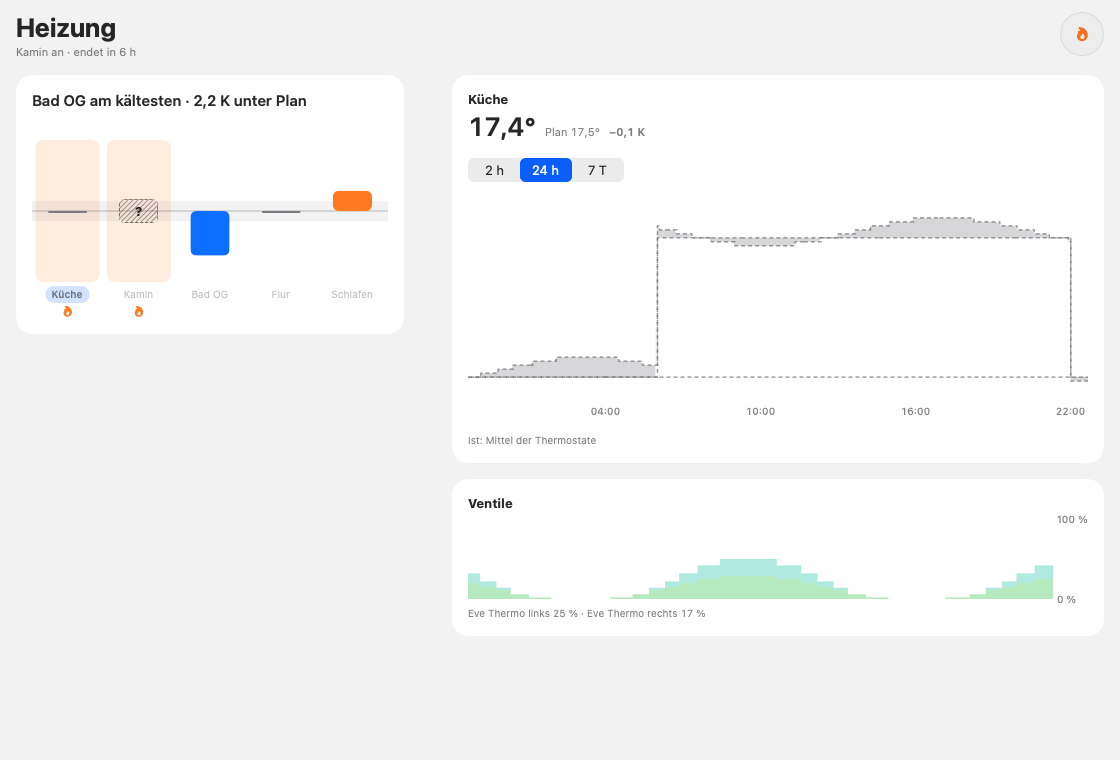 Heizung
Kamin an · endet in 6 h
Bad OG am kältesten · 2,2 K unter Plan
?
Küche
Kamin
Bad OG
Flur
Schlafen
Küche
17,4° Plan 17,5° −0,1 K
2 h 24 h 7 T
04:00 10:00 16:00 22:00
Ist: Mittel der Thermostate
Ventile
100 %
0 %
Eve Thermo links 25 % · Eve Thermo rechts 17 %